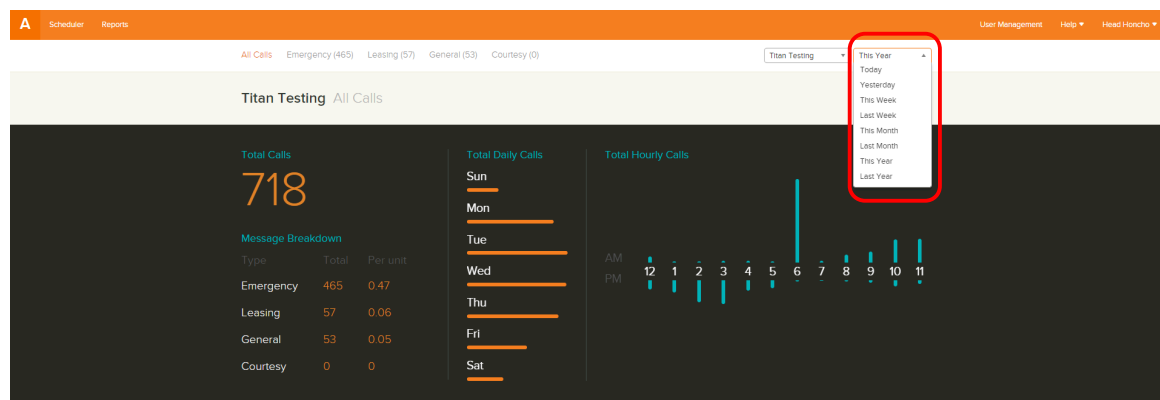 A Scheduler Reports User Management Help Head Honcho
All Calls Emergency (465) Leasing (57) General (53) Courtesy (0) Titan Testing This Year
Today
Yesterday
This Week
Last Week
This Month
Last Month
This Year
Last Year
Titan Testing All Calls
Total Calls
718
Message Breakdown
Type Total Per unit
Emergency 465 0.47
Leasing 57 0.06
General 53 0.05
Courtesy 0 0
Total Daily Calls
Sun
Mon
Tue
Wed
Thu
Fri
Sat
Total Hourly Calls
AM
PM
12 1 2 3 4 5 6 7 8 9 10 11